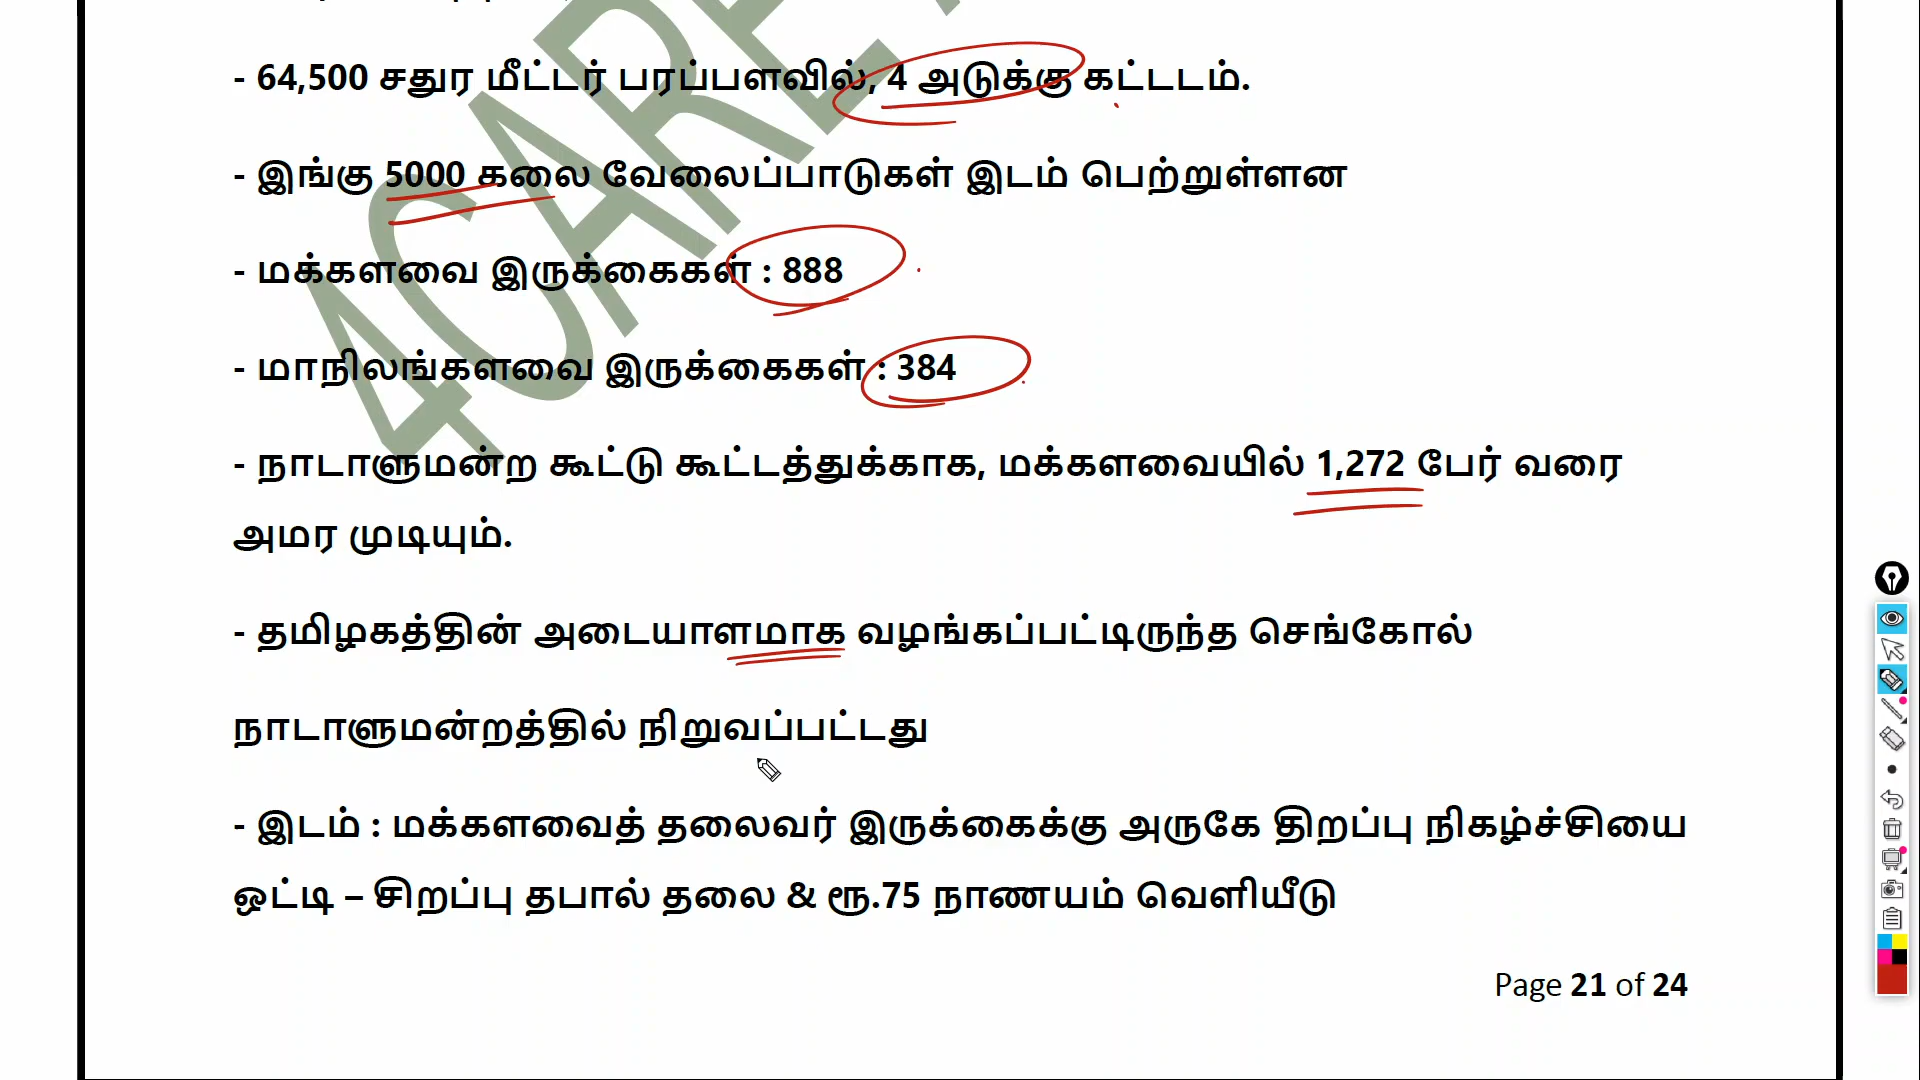 - 64,500 சதுர மீட்டர் பரப்பளவில், 4 அடுக்கு கட்டடம்.
- இங்கு 5000 கலை வேலைப்பாடுகள் இடம் பெற்றுள்ளன
- மக்களவை இருக்கைகள் : 888
- மாநிலங்களவை இருக்கைகள் : 384
- நாடாளுமன்ற கூட்டு கூட்டத்துக்காக, மக்களவையில் 1,272 பேர் வரை
அமர முடியும்.
- தமிழகத்தின் அடையாளமாக வழங்கப்பட்டிருந்த செங்கோல்
நாடாளுமன்றத்தில் நிறுவப்பட்டது
- இடம் : மக்களவைத் தலைவர் இருக்கைக்கு அருகே திறப்பு நிகழ்ச்சியை
ஒட்டி – சிறப்பு தபால் தலை & ரூ.75 நாணயம் வெளியீடு
Page 21 of 24
4CARE